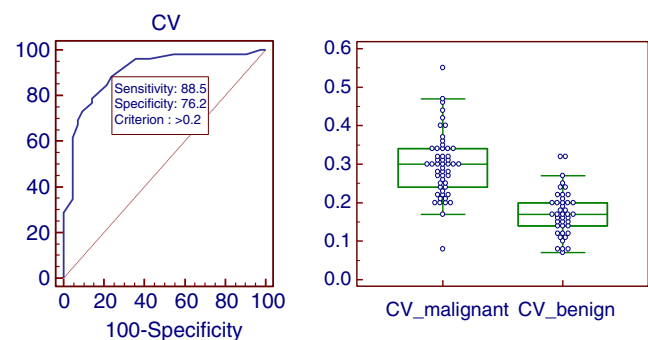 CV
100
80
60
40
20
0
Sensitivity: 88.5
Specificity: 76.2
Criterion : >0.2
0 20 40 60 80 100
100-Specificity
0.6
0.5
0.4
0.3
0.2
0.1
0.0
CV_malignant CV_benign